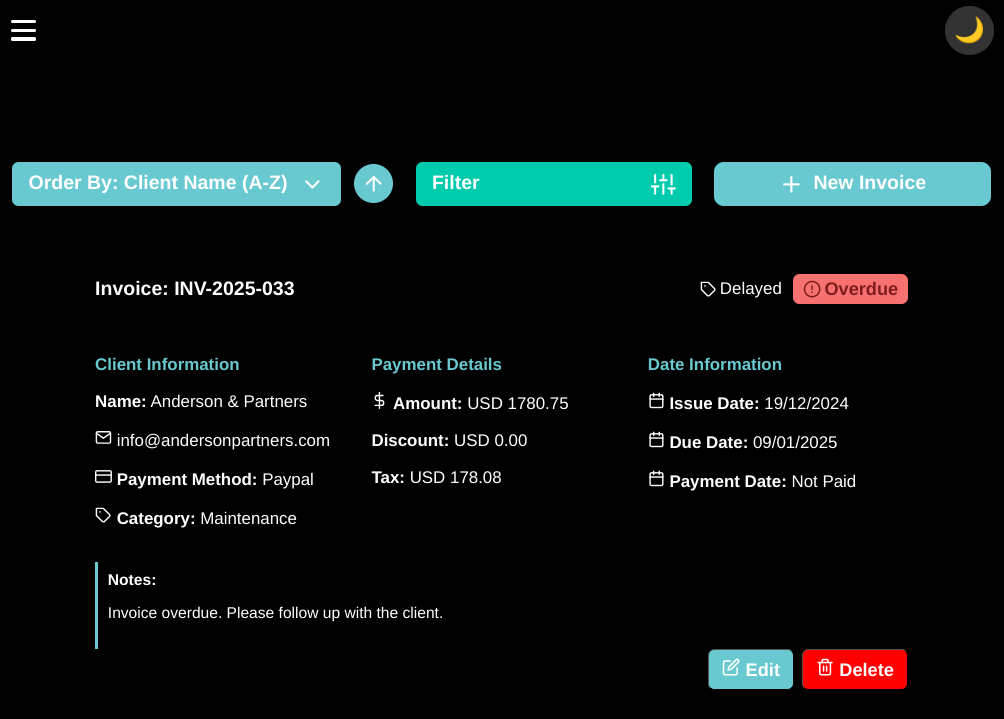 Order By: Client Name (A-Z)
Filter
New Invoice
Invoice: INV-2025-033
Delayed
Overdue
Client Information
Name: Anderson & Partners
info@andersonpartners.com
Payment Method: Paypal
Category: Maintenance
Payment Details
Amount: USD 1780.75
Discount: USD 0.00
Tax: USD 178.08
Date Information
Issue Date: 19/12/2024
Due Date: 09/01/2025
Payment Date: Not Paid
Notes:
Invoice overdue. Please follow up with the client.
Edit
Delete